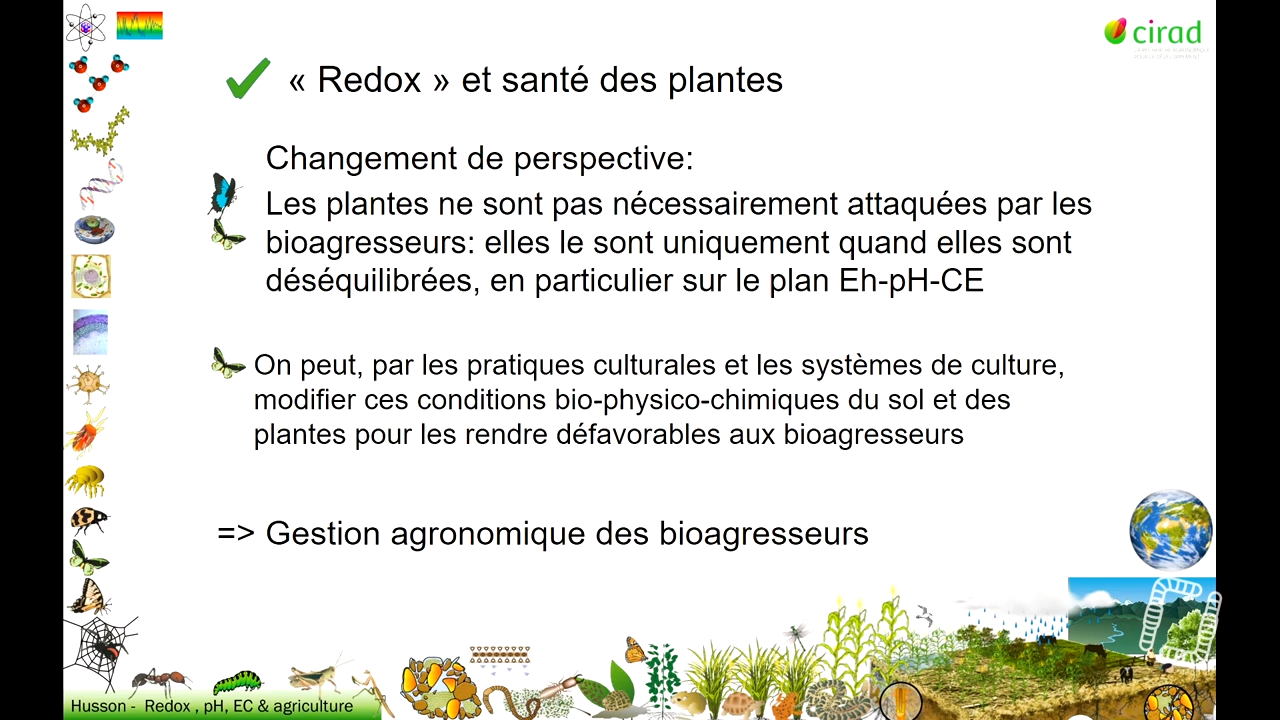 cirad
« Redox » et santé des plantes
Changement de perspective:
Les plantes ne sont pas nécessairement attaquées par les
bioagresseurs: elles le sont uniquement quand elles sont
déséquilibrées, en particulier sur le plan Eh-pH-CE
On peut, par les pratiques culturales et les systèmes de culture,
modifier ces conditions bio-physico-chimiques du sol et des
plantes pour les rendre défavorables aux bioagresseurs
=> Gestion agronomique des bioagresseurs
Husson - Redox , pH, EC & agriculture